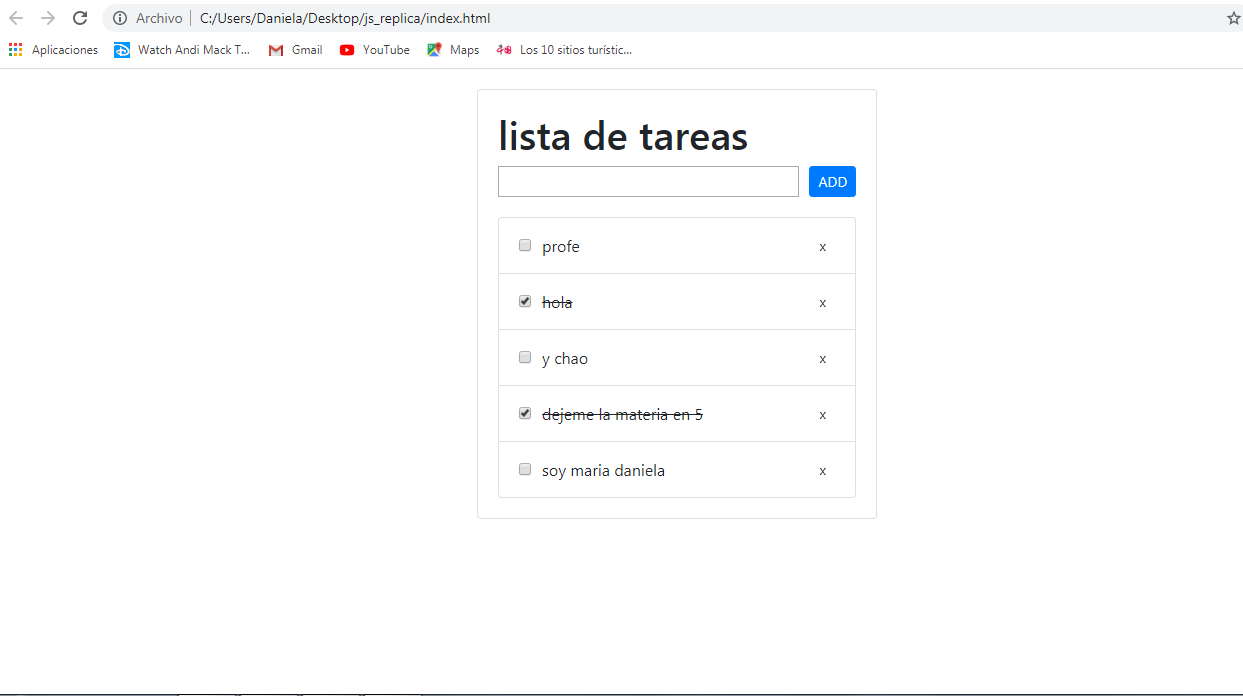 Archivo | C:/Users/Daniela/Desktop/js_replica/index.html
Aplicaciones Watch Andi Mack T... Gmail YouTube Maps Los 10 sitios turístic...
lista de tareas
ADD
profe x
hola x
y chao x
dejeme la materia en 5 x
soy maria daniela x